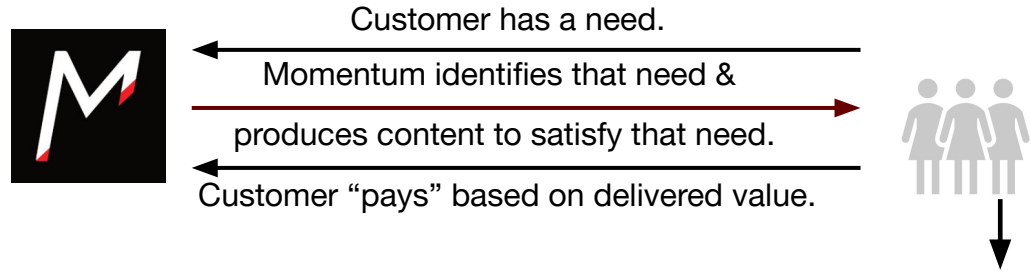 Customer has a need.
Momentum identifies that need &
produces content to satisfy that need.
Customer “pays” based on delivered value.
M